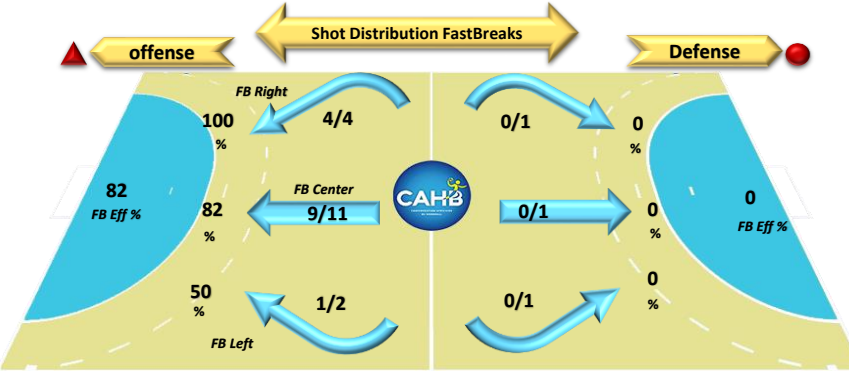 Shot Distribution FastBreaks
offense
Defense
FB Right
100
%
4/4
0/1
0
%
82
FB Eff %
82
%
FB Center
9/11
CAHB
0/1
0
%
0
FB Eff %
50
%
1/2
FB Left
0/1
0
%